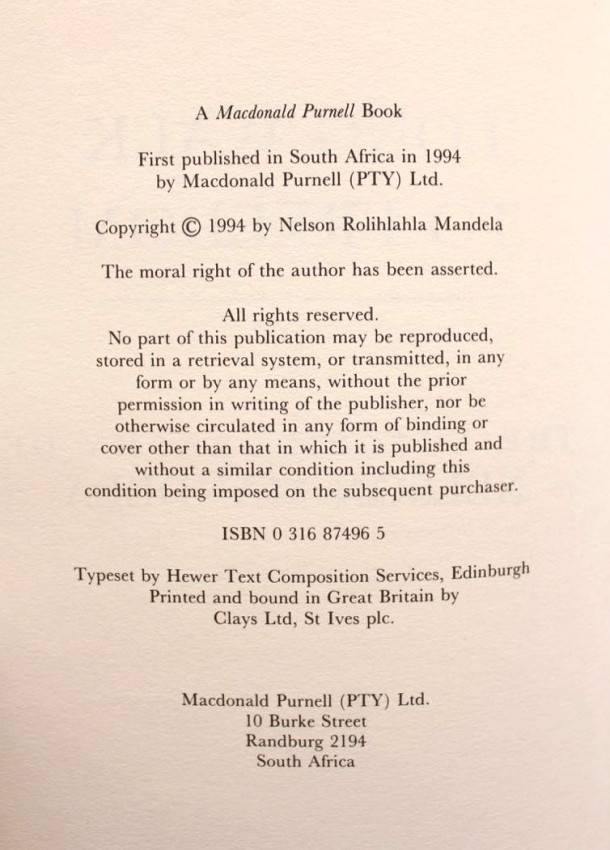 A Macdonald Purnell Book
First published in South Africa in 1994
by Macdonald Purnell (PTY) Ltd.
Copyright © 1994 by Nelson Rolihlahla Mandela
The moral right of the author has been asserted.
All rights reserved.
No part of this publication may be reproduced,
stored in a retrieval system, or transmitted, in any
form or by any means, without the prior
permission in writing of the publisher, nor be
otherwise circulated in any form of binding or
cover other than that in which it is published and
without a similar condition including this
condition being imposed on the subsequent purchaser.
ISBN 0 316 87496 5
Typeset by Hewer Text Composition Services, Edinburgh
Printed and bound in Great Britain by
Clays Ltd, St Ives plc.
Macdonald Purnell (PTY) Ltd.
10 Burke Street
Randburg 2194
South Africa